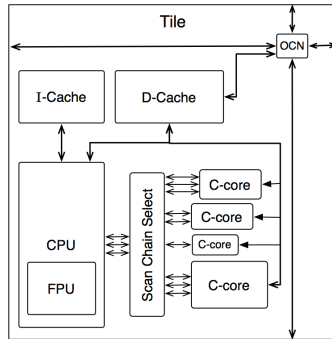 Tile
OCN
I-Cache
D-Cache
CPU
FPU
Scan Chain Select
C-core
C-core
C-core
C-core